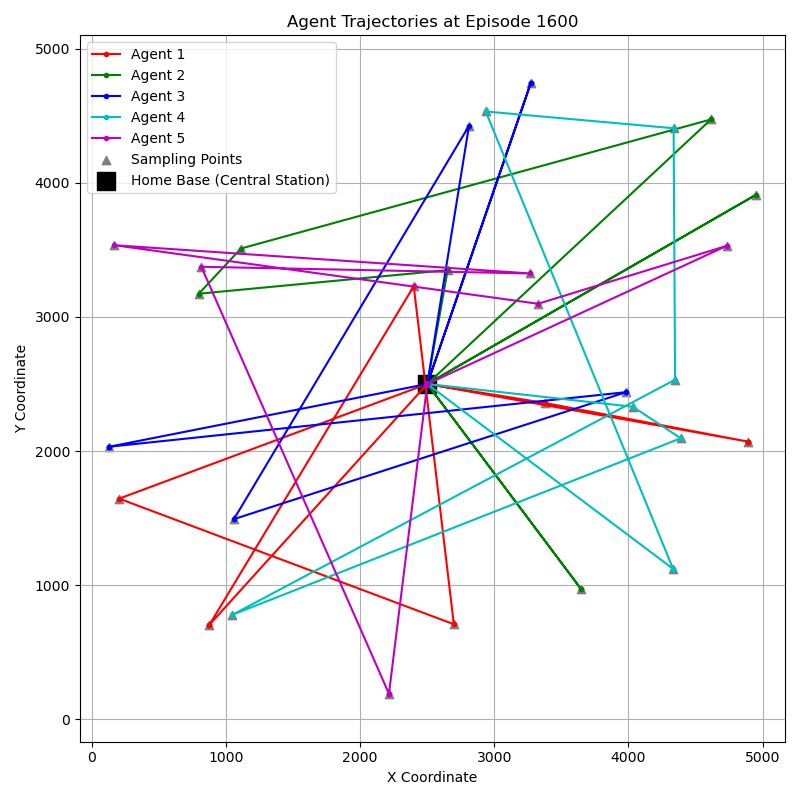 Agent Trajectories at Episode 1600
Agent 1
Agent 2
Agent 3
Agent 4
Agent 5
Sampling Points
Home Base (Central Station)
Y Coordinate
5000
4000
3000
2000
1000
0
0 1000 2000 3000 4000 5000
X Coordinate